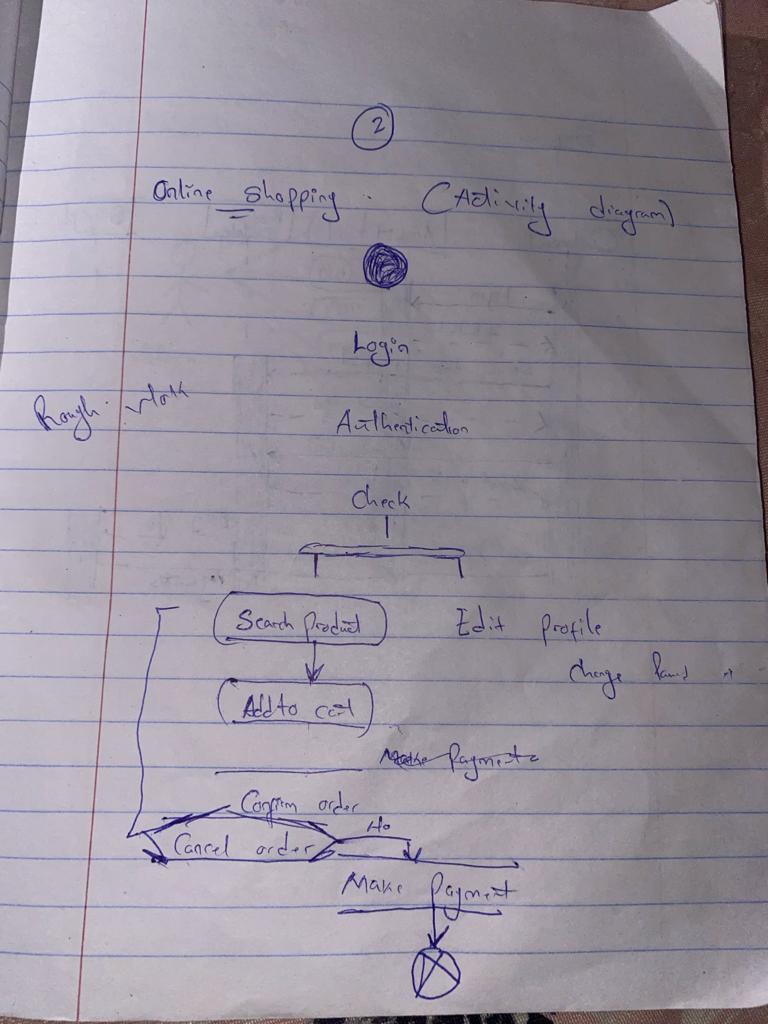 2
Online Shopping (Activity diagram)
Login
Rough work
Authentication
Check
Search product Edit profile
change
Add to cart
Make Payment
Confirm order
No
Cancel order
Make Payment